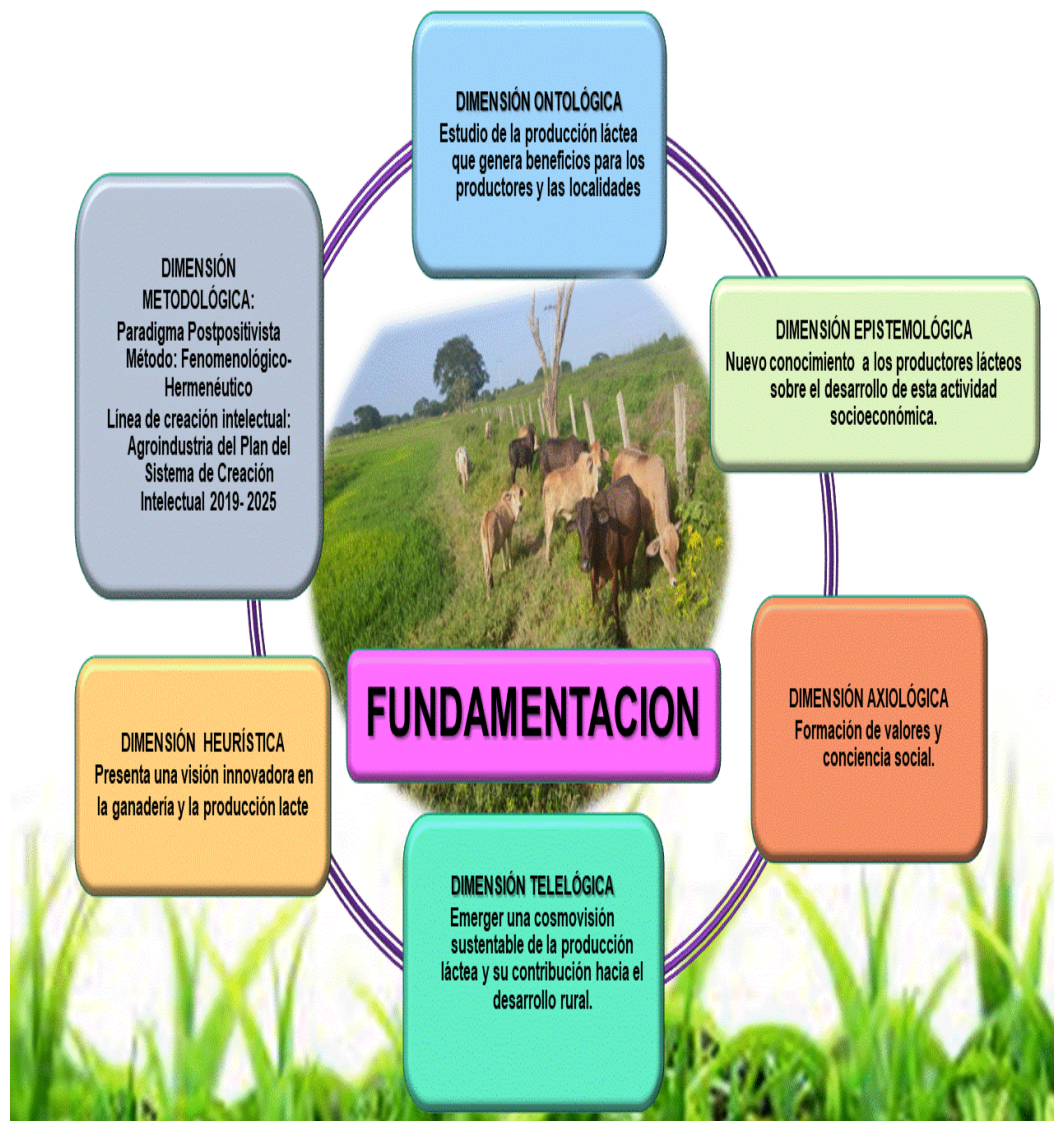 DIMENSIÓN ONTOLÓGICA
Estudio de la producción láctea
que genera beneficios para los
productores y las localidades
DIMENSIÓN EPISTEMOLÓGICA
Nuevo conocimiento a los productores lácteos
sobre el desarrollo de esta actividad
socioeconómica.
DIMENSIÓN AXIOLÓGICA
Formación de valores y
conciencia social.
DIMENSIÓN TELELÓGICA
Emerger una cosmovisión
sustentable de la producción
láctea y su contribución hacia el
desarrollo rural.
DIMENSIÓN HEURÍSTICA
Presenta una visión innovadora en
la ganadería y la producción lacte
DIMENSIÓN
METODOLÓGICA:
Paradigma Postpositivista
Método: Fenomenológico-
Hermenéutico
Línea de creación intelectual:
Agroindustria del Plan del
Sistema de Creación
Intelectual 2019- 2025
FUNDAMENTACION